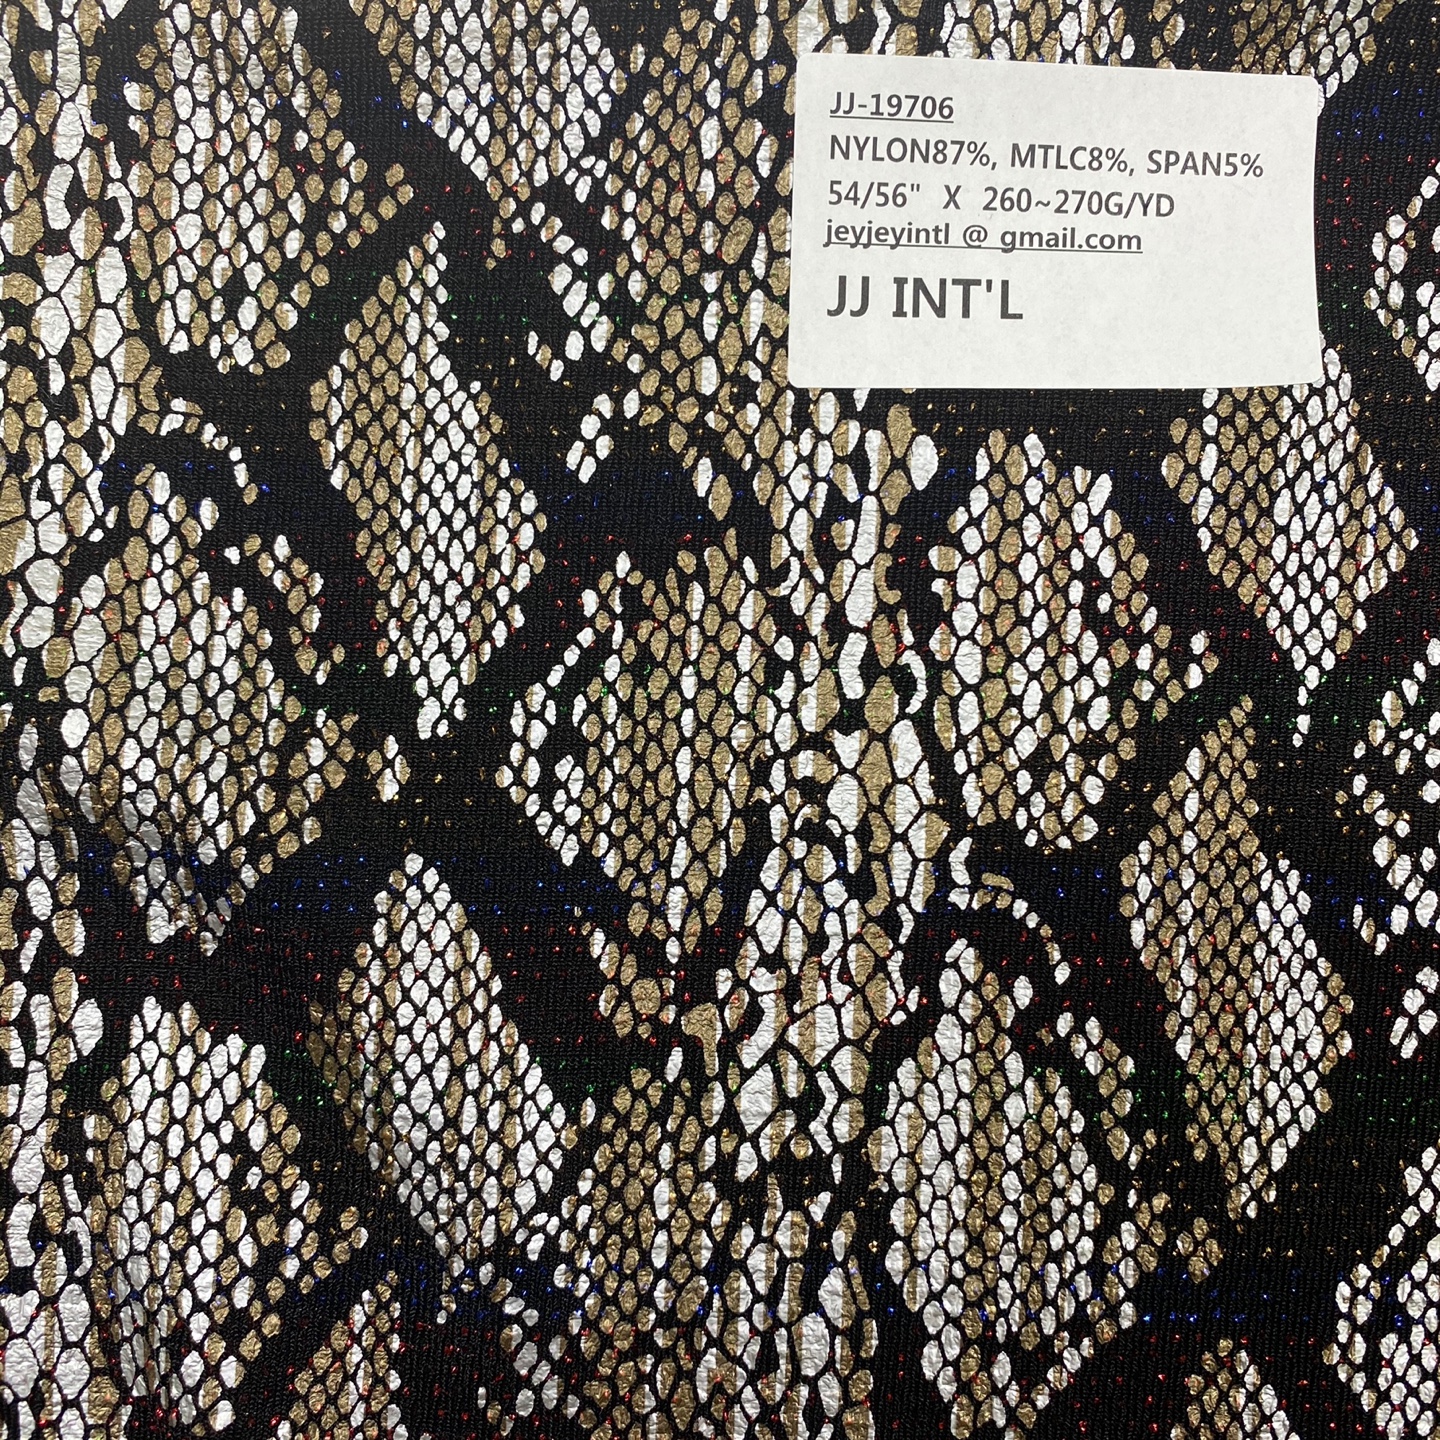 JJ-19706
NYLON87%, MTLC8%, SPAN5%
54/56" X 260~270G/YD
jeyjeyintl @ gmail.com
JJ INT'L